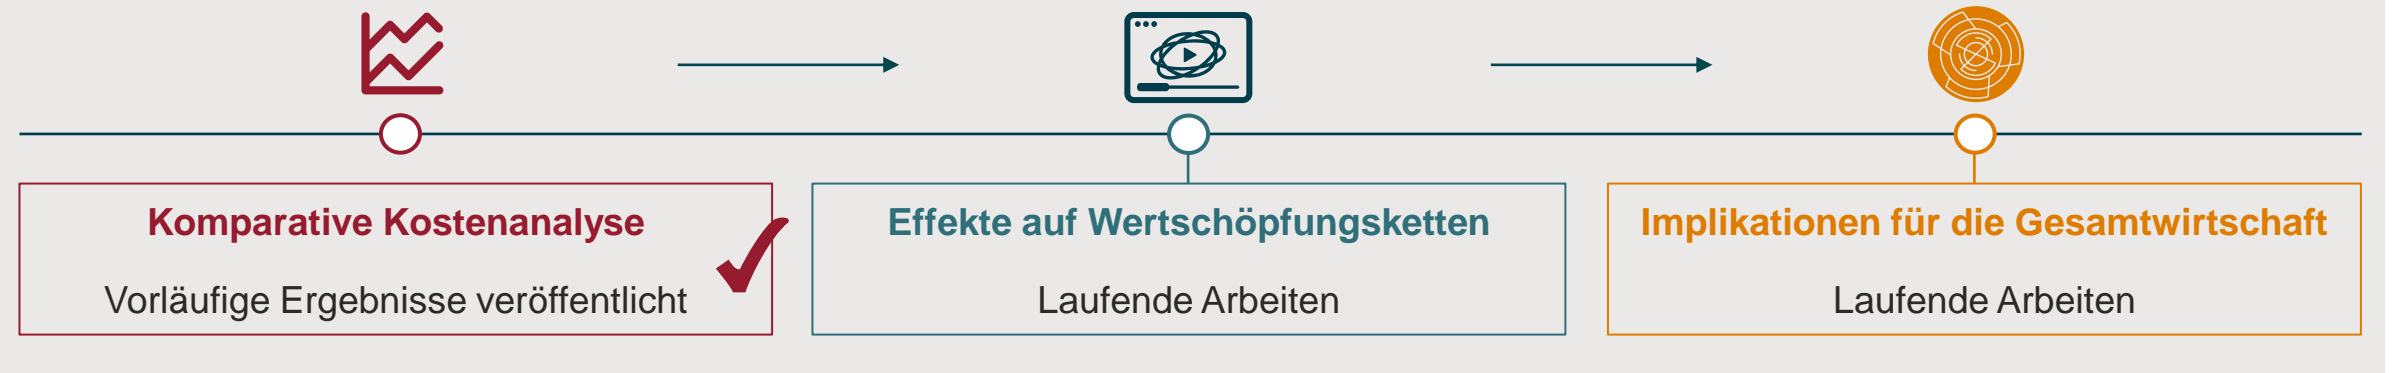 Komparative Kostenanalyse
Vorläufige Ergebnisse veröffentlicht
Effekte auf Wertschöpfungsketten
Laufende Arbeiten
Implikationen für die Gesamtwirtschaft
Laufende Arbeiten